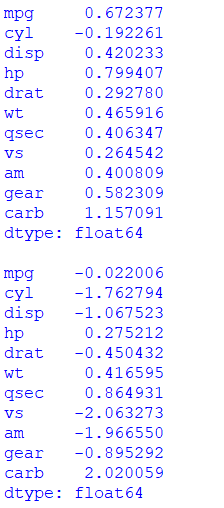 mpg     0.672377
cyl    -0.192261
disp    0.420233
hp      0.799407
drat    0.292780
wt      0.465916
qsec    0.406347
vs      0.264542
am      0.400809
gear    0.582309
carb    1.157091
dtype: float64

mpg    -0.022006
cyl    -1.762794
disp   -1.067523
hp      0.275212
drat   -0.450432
wt      0.416595
qsec    0.864931
vs     -2.063273
am     -1.966550
gear   -0.895292
carb    2.020059
dtype: float64